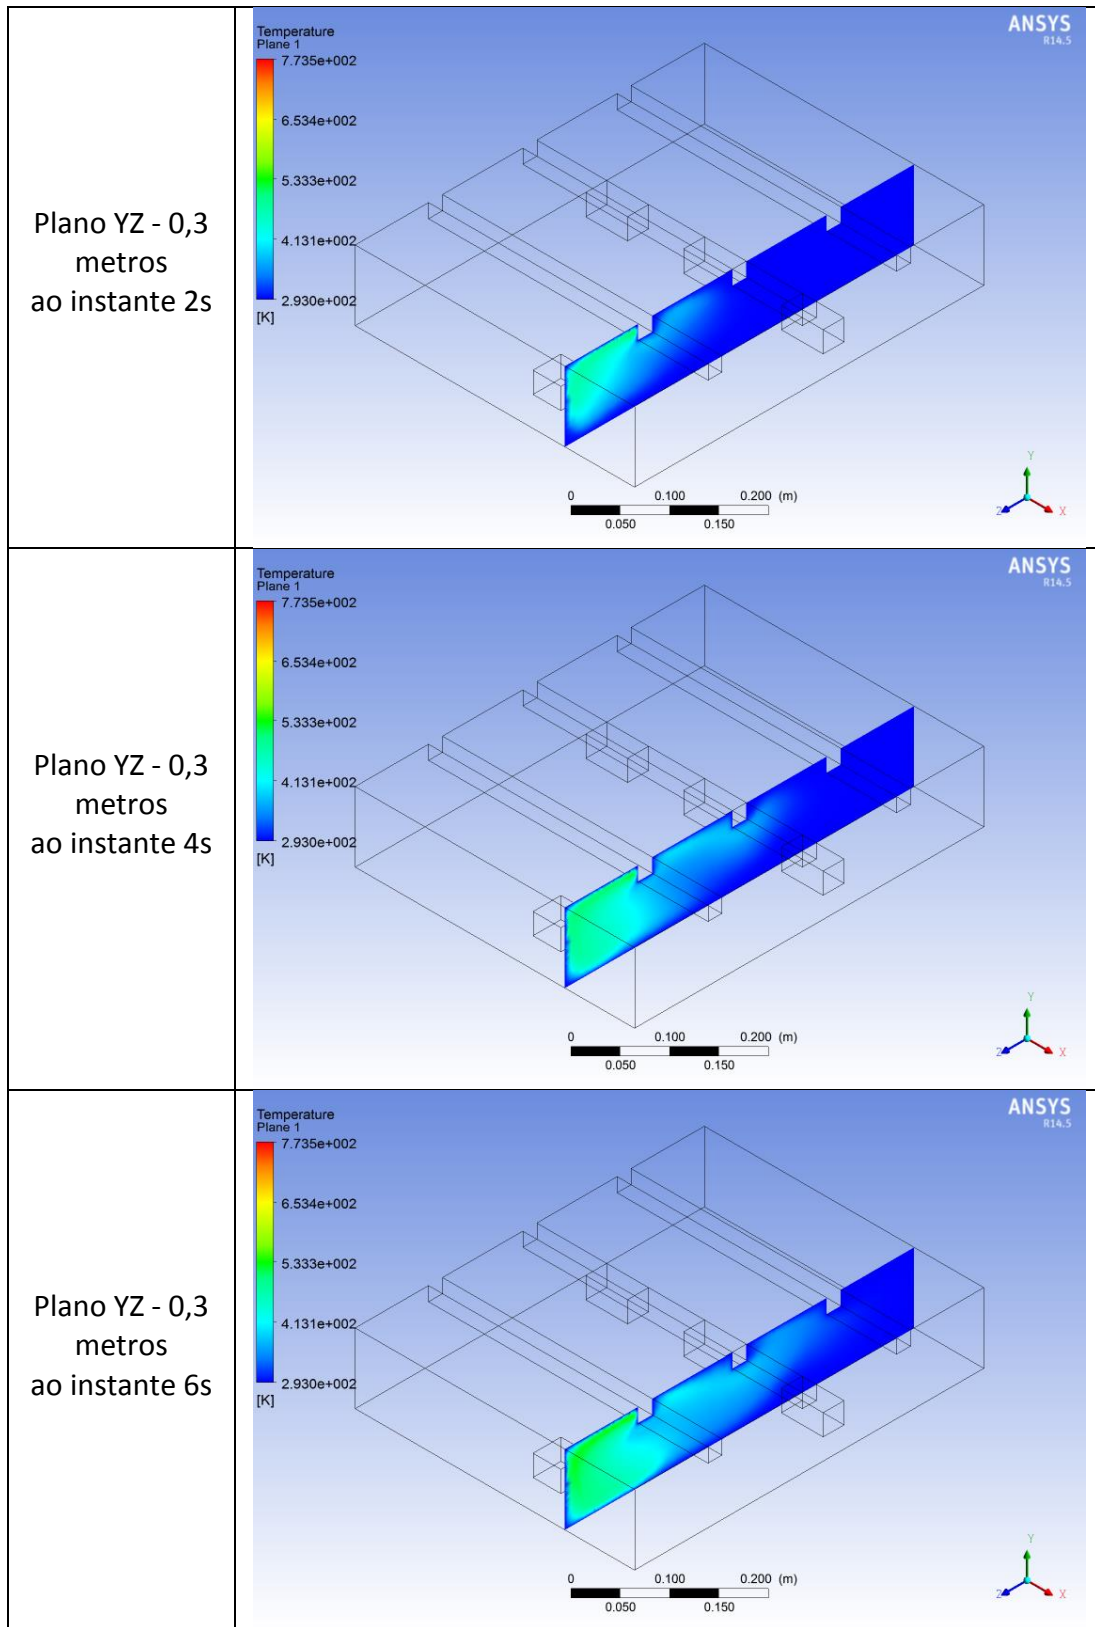 Plano YZ - 0,3
metros
ao instante 2s
Temperature
Plane 1
7.735e+002
6.534e+002
5.333e+002
4.131e+002
2.930e+002
[K]
ANSYS
R14.5
0 0.100 0.200 (m)
0.050 0.150
Y
Z X
Plano YZ - 0,3
metros
ao instante 4s
Temperature
Plane 1
7.735e+002
6.534e+002
5.333e+002
4.131e+002
2.930e+002
[K]
ANSYS
R14.5
0 0.100 0.200 (m)
0.050 0.150
Y
Z X
Plano YZ - 0,3
metros
ao instante 6s
Temperature
Plane 1
7.735e+002
6.534e+002
5.333e+002
4.131e+002
2.930e+002
[K]
ANSYS
R14.5
0 0.100 0.200 (m)
0.050 0.150
Y
Z X